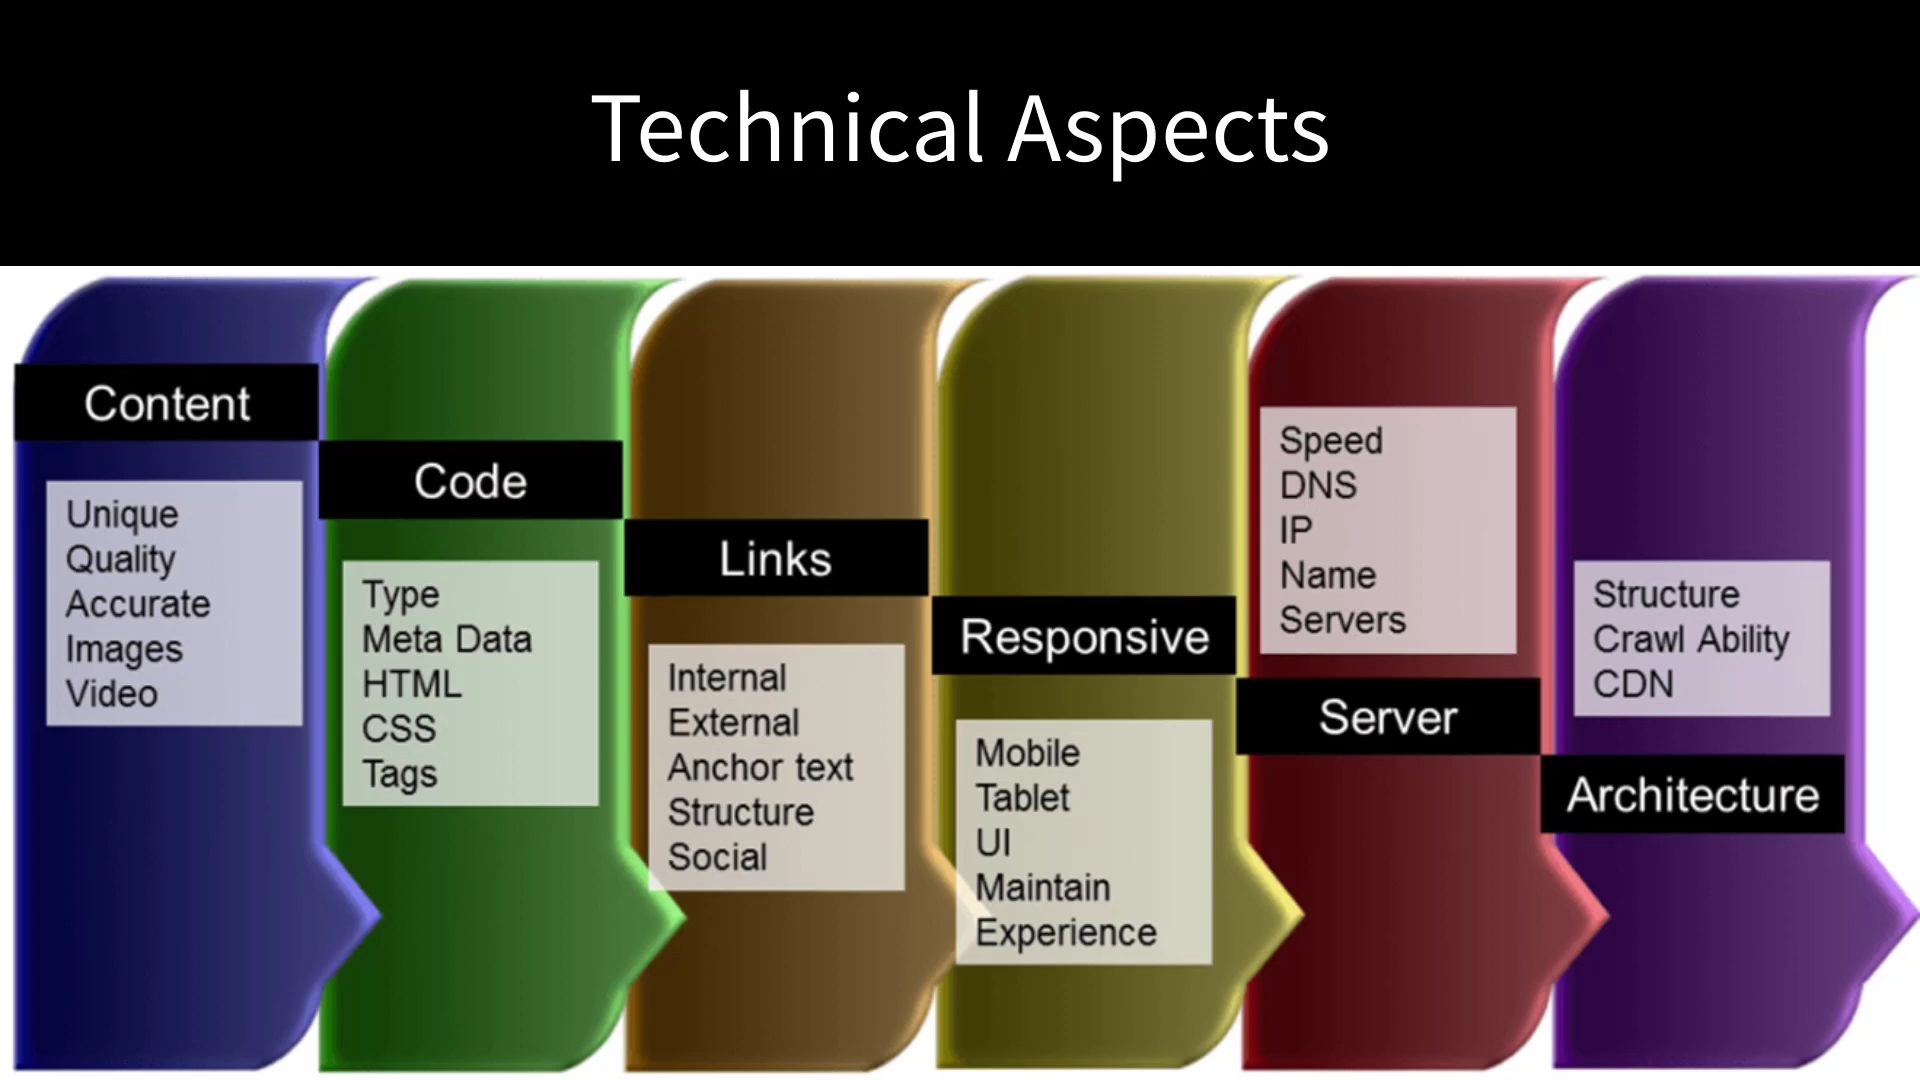 Technical Aspects
Content
Unique
Quality
Accurate
Images
Video
Code
Type
Meta Data
HTML
CSS
Tags
Links
Internal
External
Anchor text
Structure
Social
Responsive
Mobile
Tablet
UI
Maintain
Experience
Speed
DNS
IP
Name
Servers
Server
Structure
Crawl Ability
CDN
Architecture